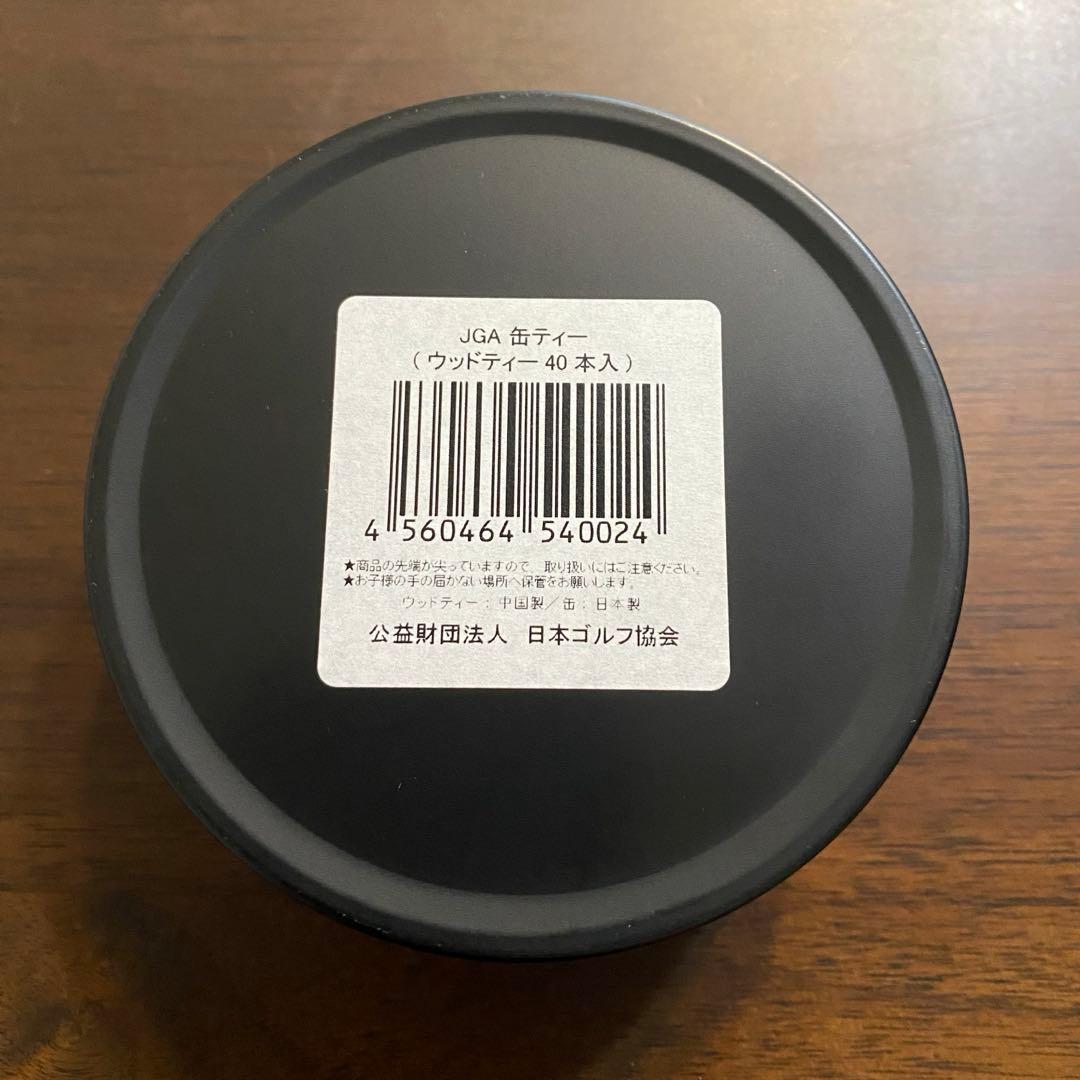 JGA 缶ティー
( ウッドティー 40 本入 )
4 560464 540024
★商品の先端が尖っていますので、取り扱いにはご注意ください。
★お子様の手の届かない場所へ保管をお願いします。
ウッドティー：中国製／缶：日本製
公益財団法人 日本ゴルフ協会